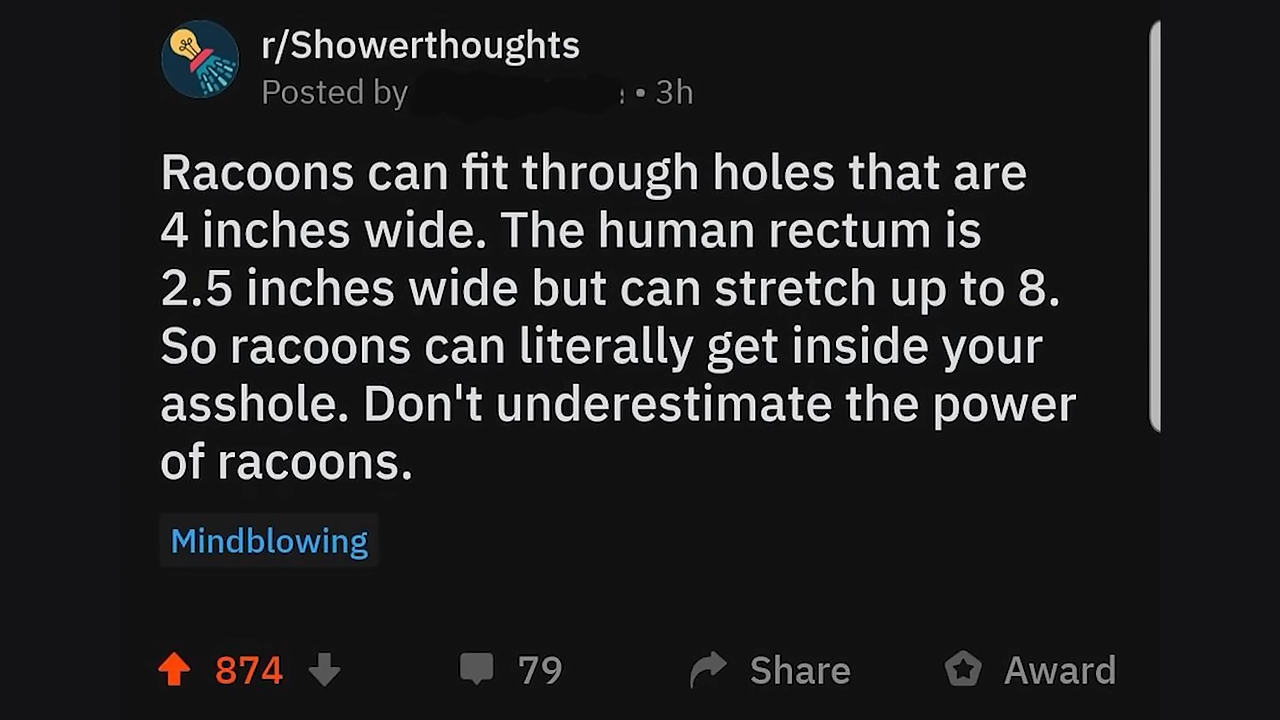 r/Showerthoughts
Posted by • 3h
Racoons can fit through holes that are
4 inches wide. The human rectum is
2.5 inches wide but can stretch up to 8.
So racoons can literally get inside your
asshole. Don't underestimate the power
of racoons.
Mindblowing
874 79 Share Award